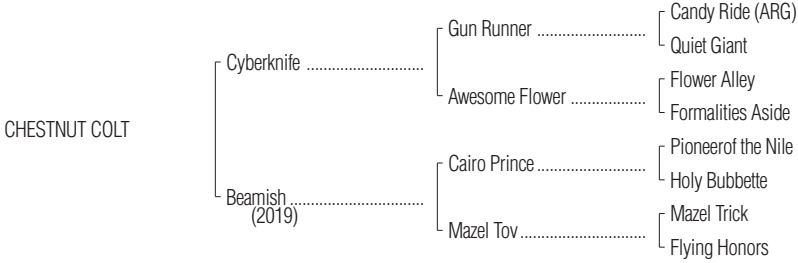 Candy Ride (ARG)
Gun Runner ..........................
Quiet Giant
Cyberknife ...........................
Flower Alley
Awesome Flower ..................
Formalities Aside
CHESTNUT COLT
Pioneerof the Nile
Cairo Prince .........................
Holy Bubbette
Beamish ...............................
(2019)
Mazel Trick
Mazel Tov .............................
Flying Honors